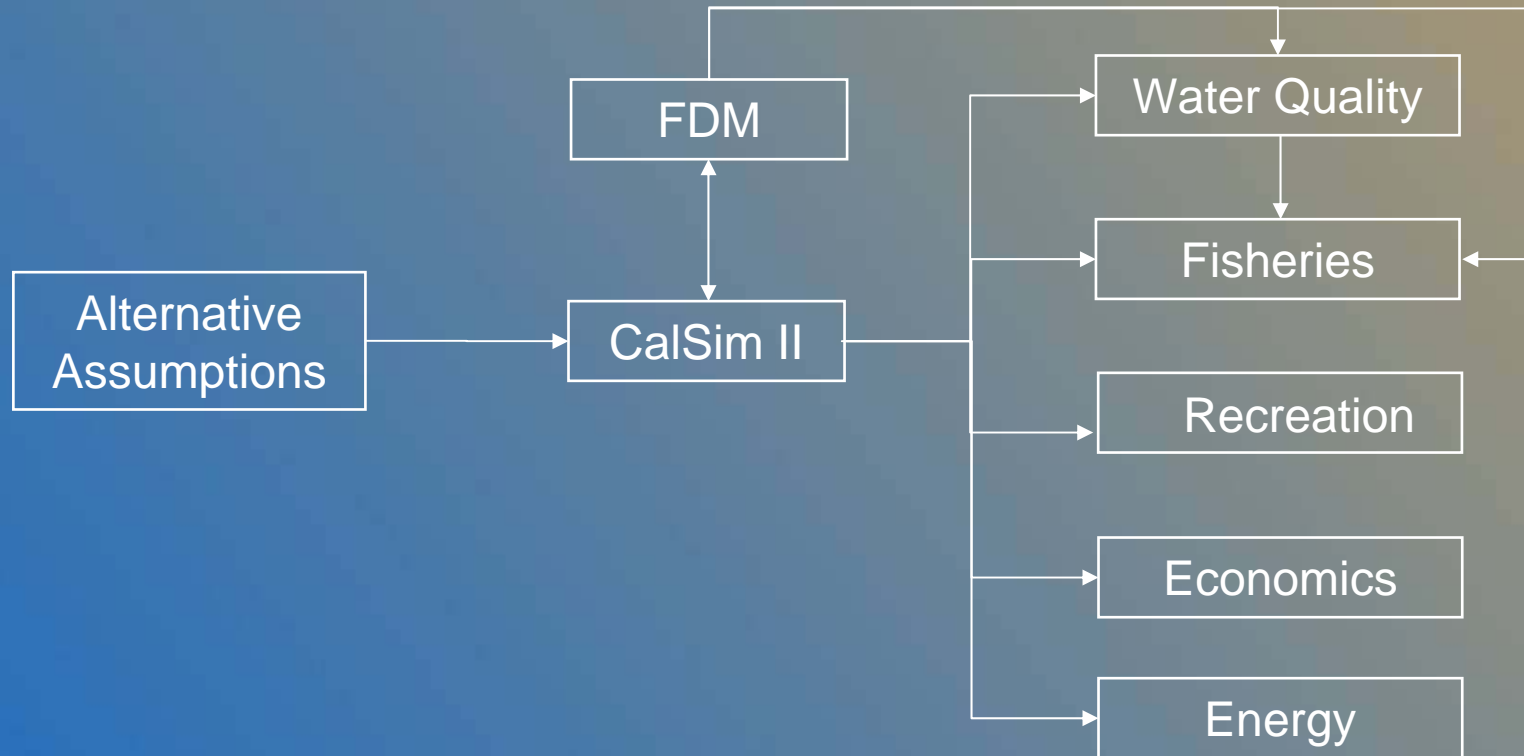 FDM
Water Quality
Fisheries
Alternative
Assumptions
CalSim II
Recreation
Economics
Energy